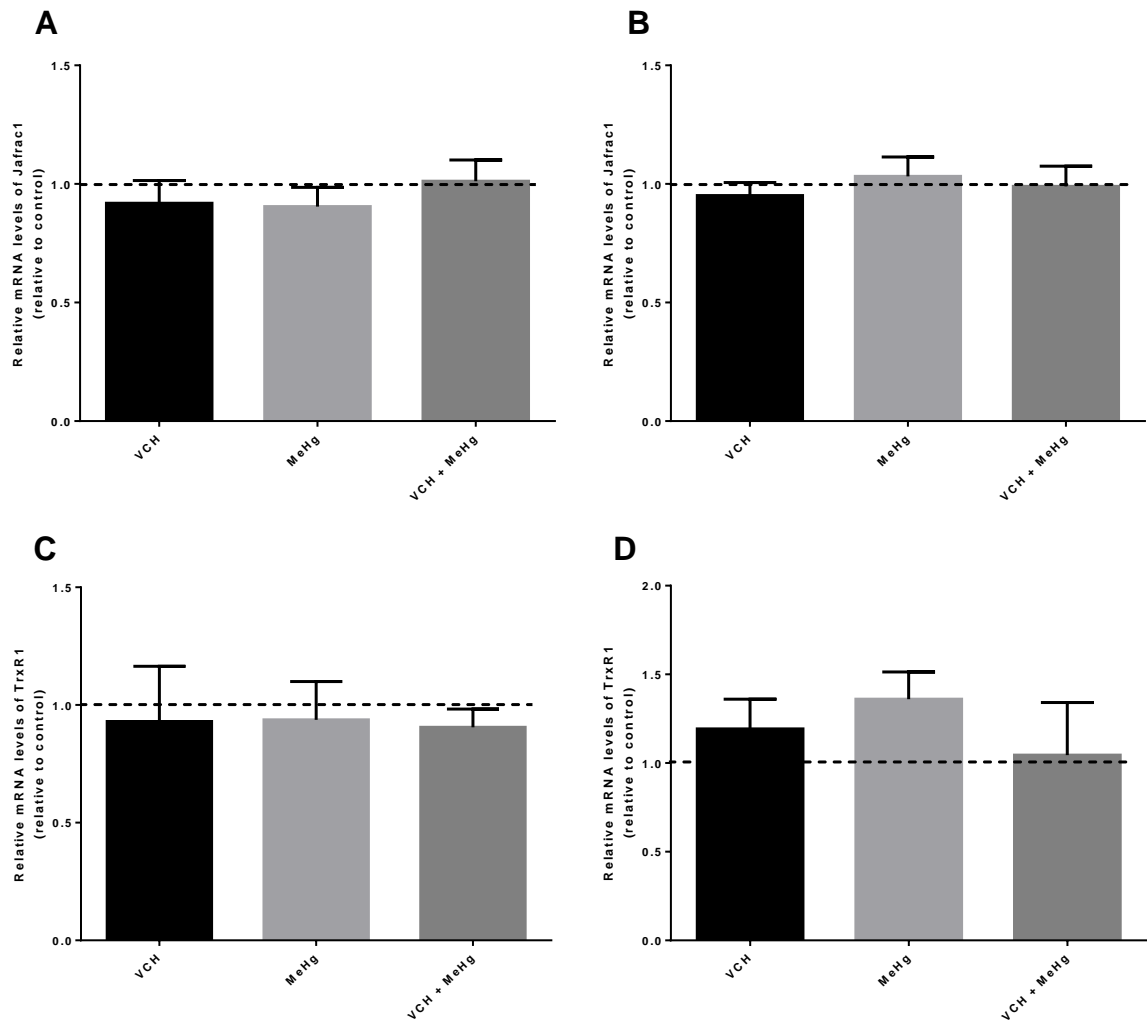 A
Relative mRNA levels of Jafrac1
(relative to control)
1.5
1.0
0.5
0.0
VCH
MeHg
VCH + MeHg
B
Relative mRNA levels of Jafrac1
(relative to control)
1.5
1.0
0.5
0.0
VCH
MeHg
VCH + MeHg
C
Relative mRNA levels of TrxR1
(relative to control)
1.5
1.0
0.5
0.0
VCH
MeHg
VCH + MeHg
D
Relative mRNA levels of TrxR1
(relative to control)
2.0
1.5
1.0
0.5
0.0
VCH
MeHg
VCH + MeHg